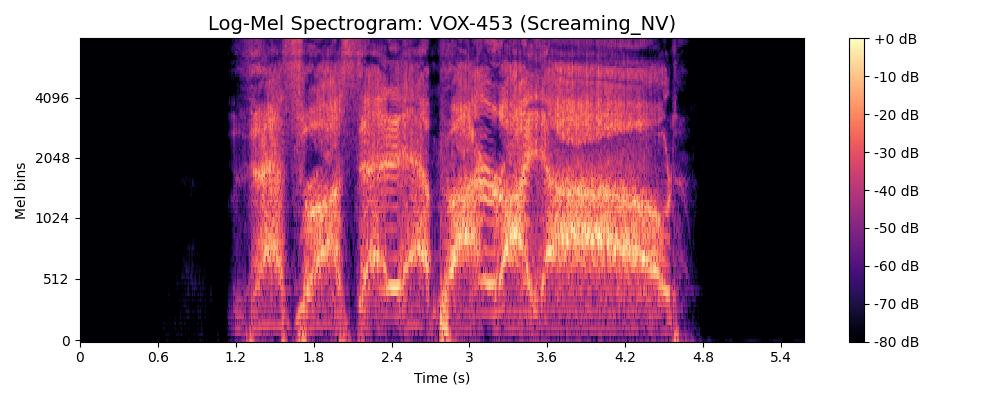 Log-Mel Spectrogram: VOX-453 (Screaming_NV)
+0 dB
-10 dB
-20 dB
-30 dB
-40 dB
-50 dB
-60 dB
-70 dB
-80 dB
Mel bins
4096
2048
1024
512
0
0 0.6 1.2 1.8 2.4 3 3.6 4.2 4.8 5.4
Time (s)